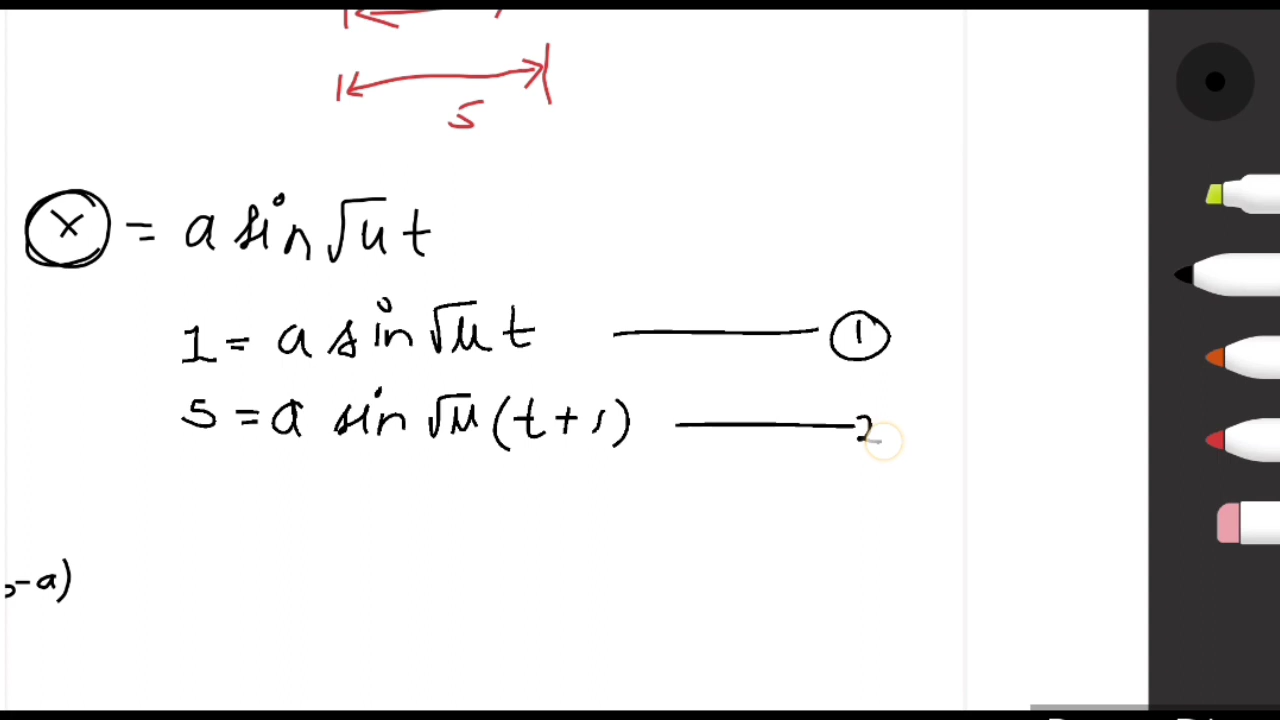 5
x = a sin √μ t
1 = a sin √μ t ——— ①
5 = a sin √μ (t+1) ——— 2
-a)